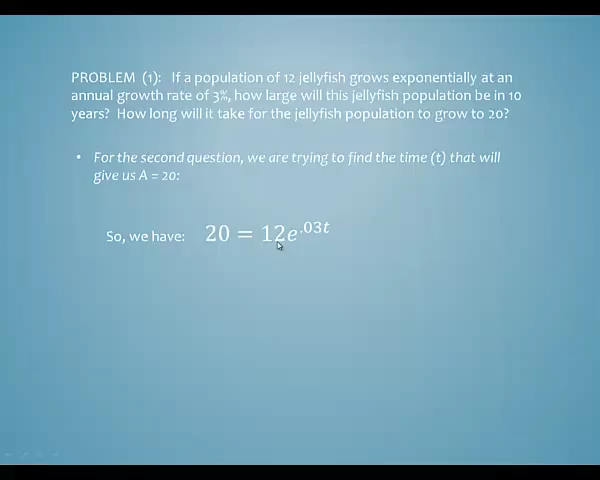 PROBLEM (1): If a population of 12 jellyfish grows exponentially at an
annual growth rate of 3%, how large will this jellyfish population be in 10
years? How long will it take for the jellyfish population to grow to 20?
• For the second question, we are trying to find the time (t) that will
give us A = 20:
So, we have: 20 = 12e^.03t